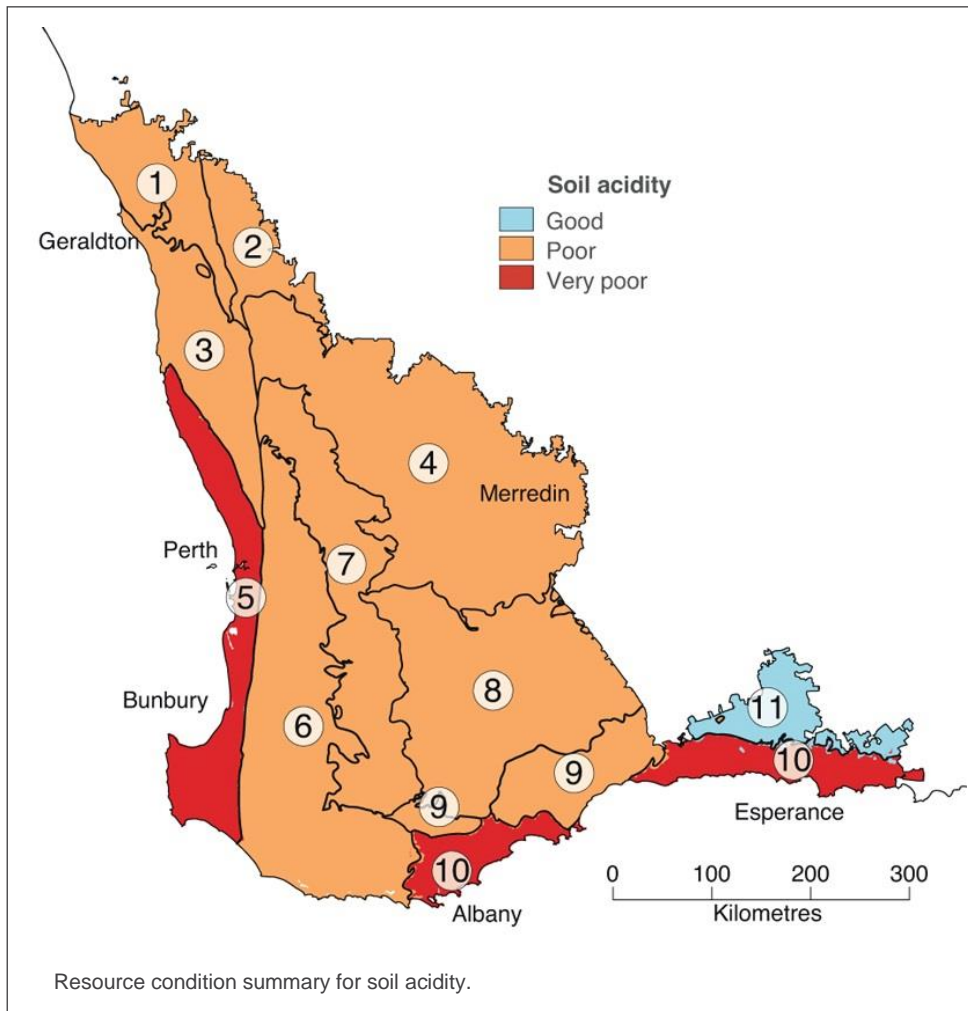 1
Soil acidity
Good
Poor
Very poor
Geraldton
2
3
4
Merredin
Perth
7
5
Bunbury
8
11
6
9
10
9
Esperance
10
Albany
0 100 200 300
Kilometres
Resource condition summary for soil acidity.